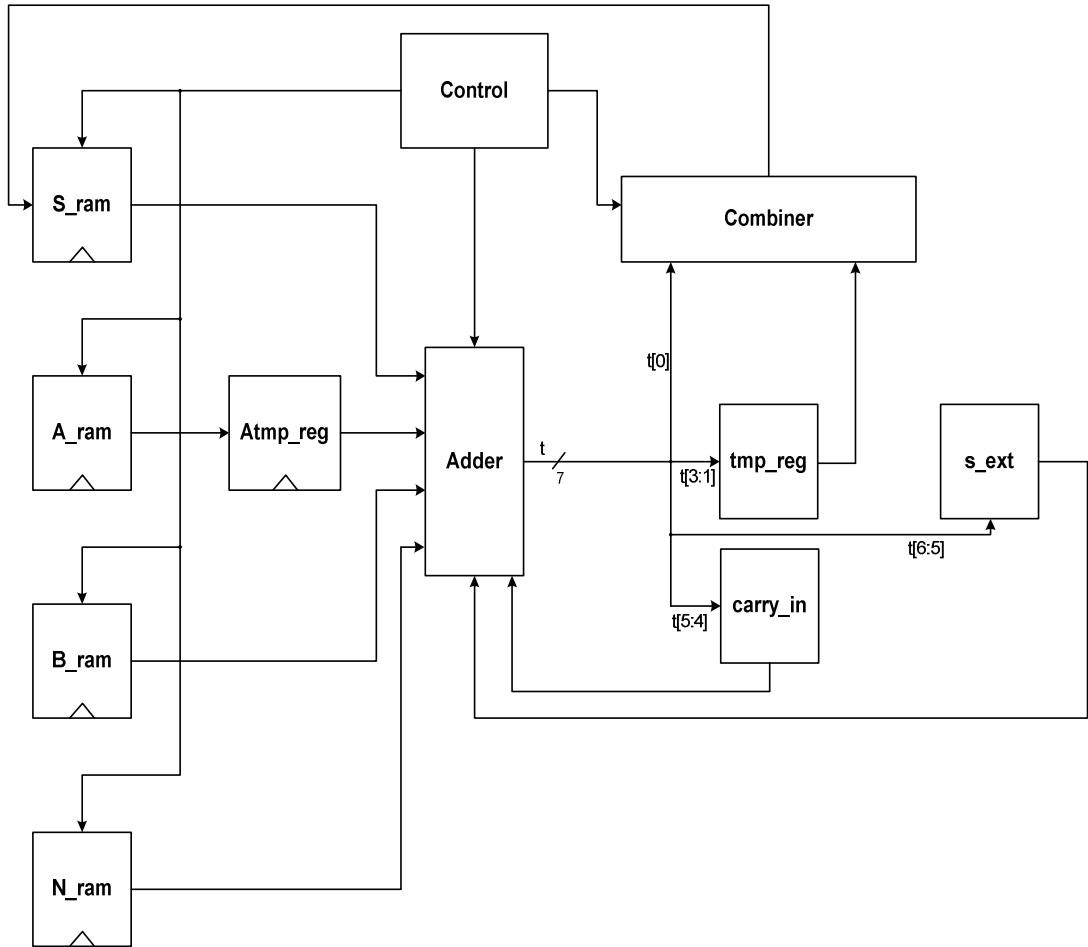 Control
S_ram
Combiner
t[0]
A_ram
Atmp_reg
Adder
t
7
tmp_reg
t[3:1]
s_ext
t[6:5]
B_ram
carry_in
t[5:4]
N_ram